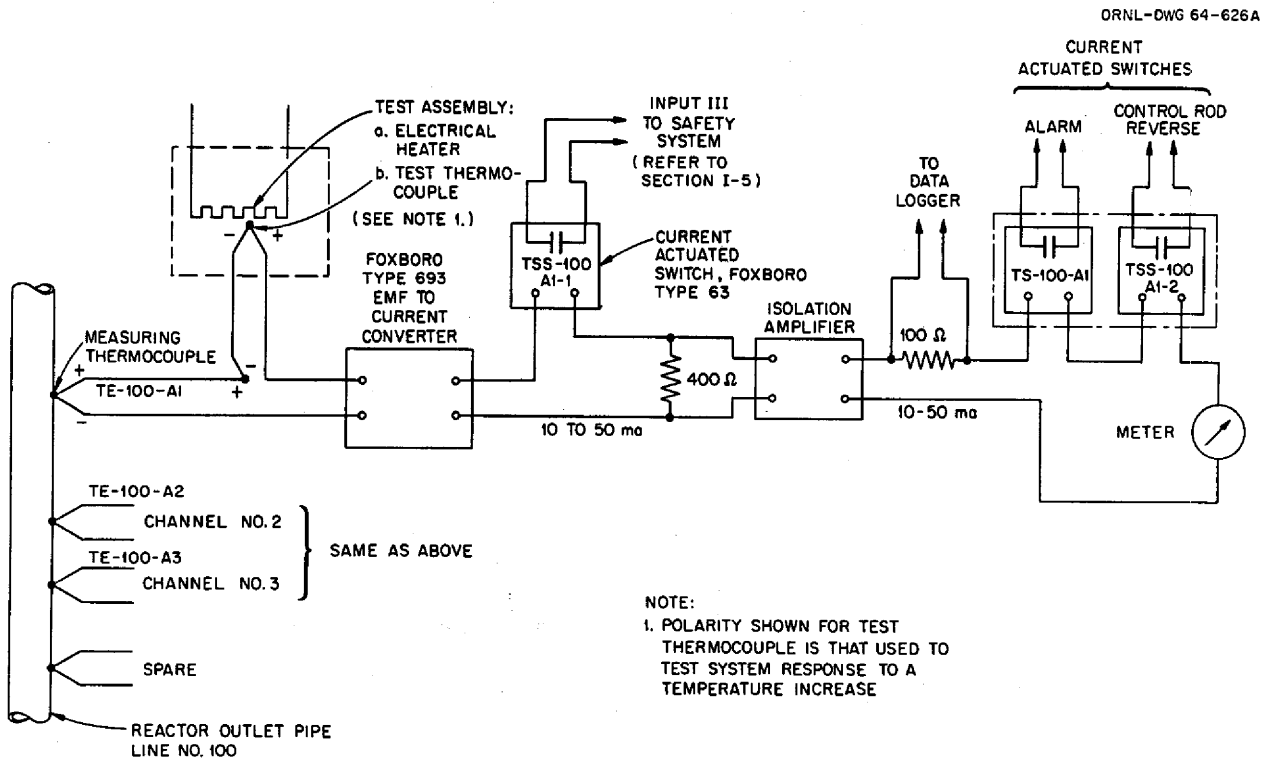 ORNL-DWG 64-626A
CURRENT
ACTUATED SWITCHES
TEST ASSEMBLY:
a. ELECTRICAL
HEATER
b. TEST THERMO-
COUPLE
(SEE NOTE 1.)
INPUT III
TO SAFETY
SYSTEM
(REFER TO
SECTION I-5)
ALARM
CONTROL ROD
REVERSE
TO
DATA
LOGGER
- +
FOXBORO
TYPE 693
EMF TO
CURRENT
CONVERTER
TSS-100
A1-1
CURRENT
ACTUATED
SWITCH, FOXBORO
TYPE 63
TS-100-A1
TSS-100
A1-2
ISOLATION
AMPLIFIER
100 Ω
MEASURING
THERMOCOUPLE
+
TE-100-A1
-
-
+
400 Ω
10 TO 50 ma
10-50 ma
METER
TE-100-A2
CHANNEL NO. 2
TE-100-A3
CHANNEL NO. 3
SAME AS ABOVE
SPARE
REACTOR OUTLET PIPE
LINE NO. 100
NOTE:
1. POLARITY SHOWN FOR TEST
THERMOCOUPLE IS THAT USED TO
TEST SYSTEM RESPONSE TO A
TEMPERATURE INCREASE